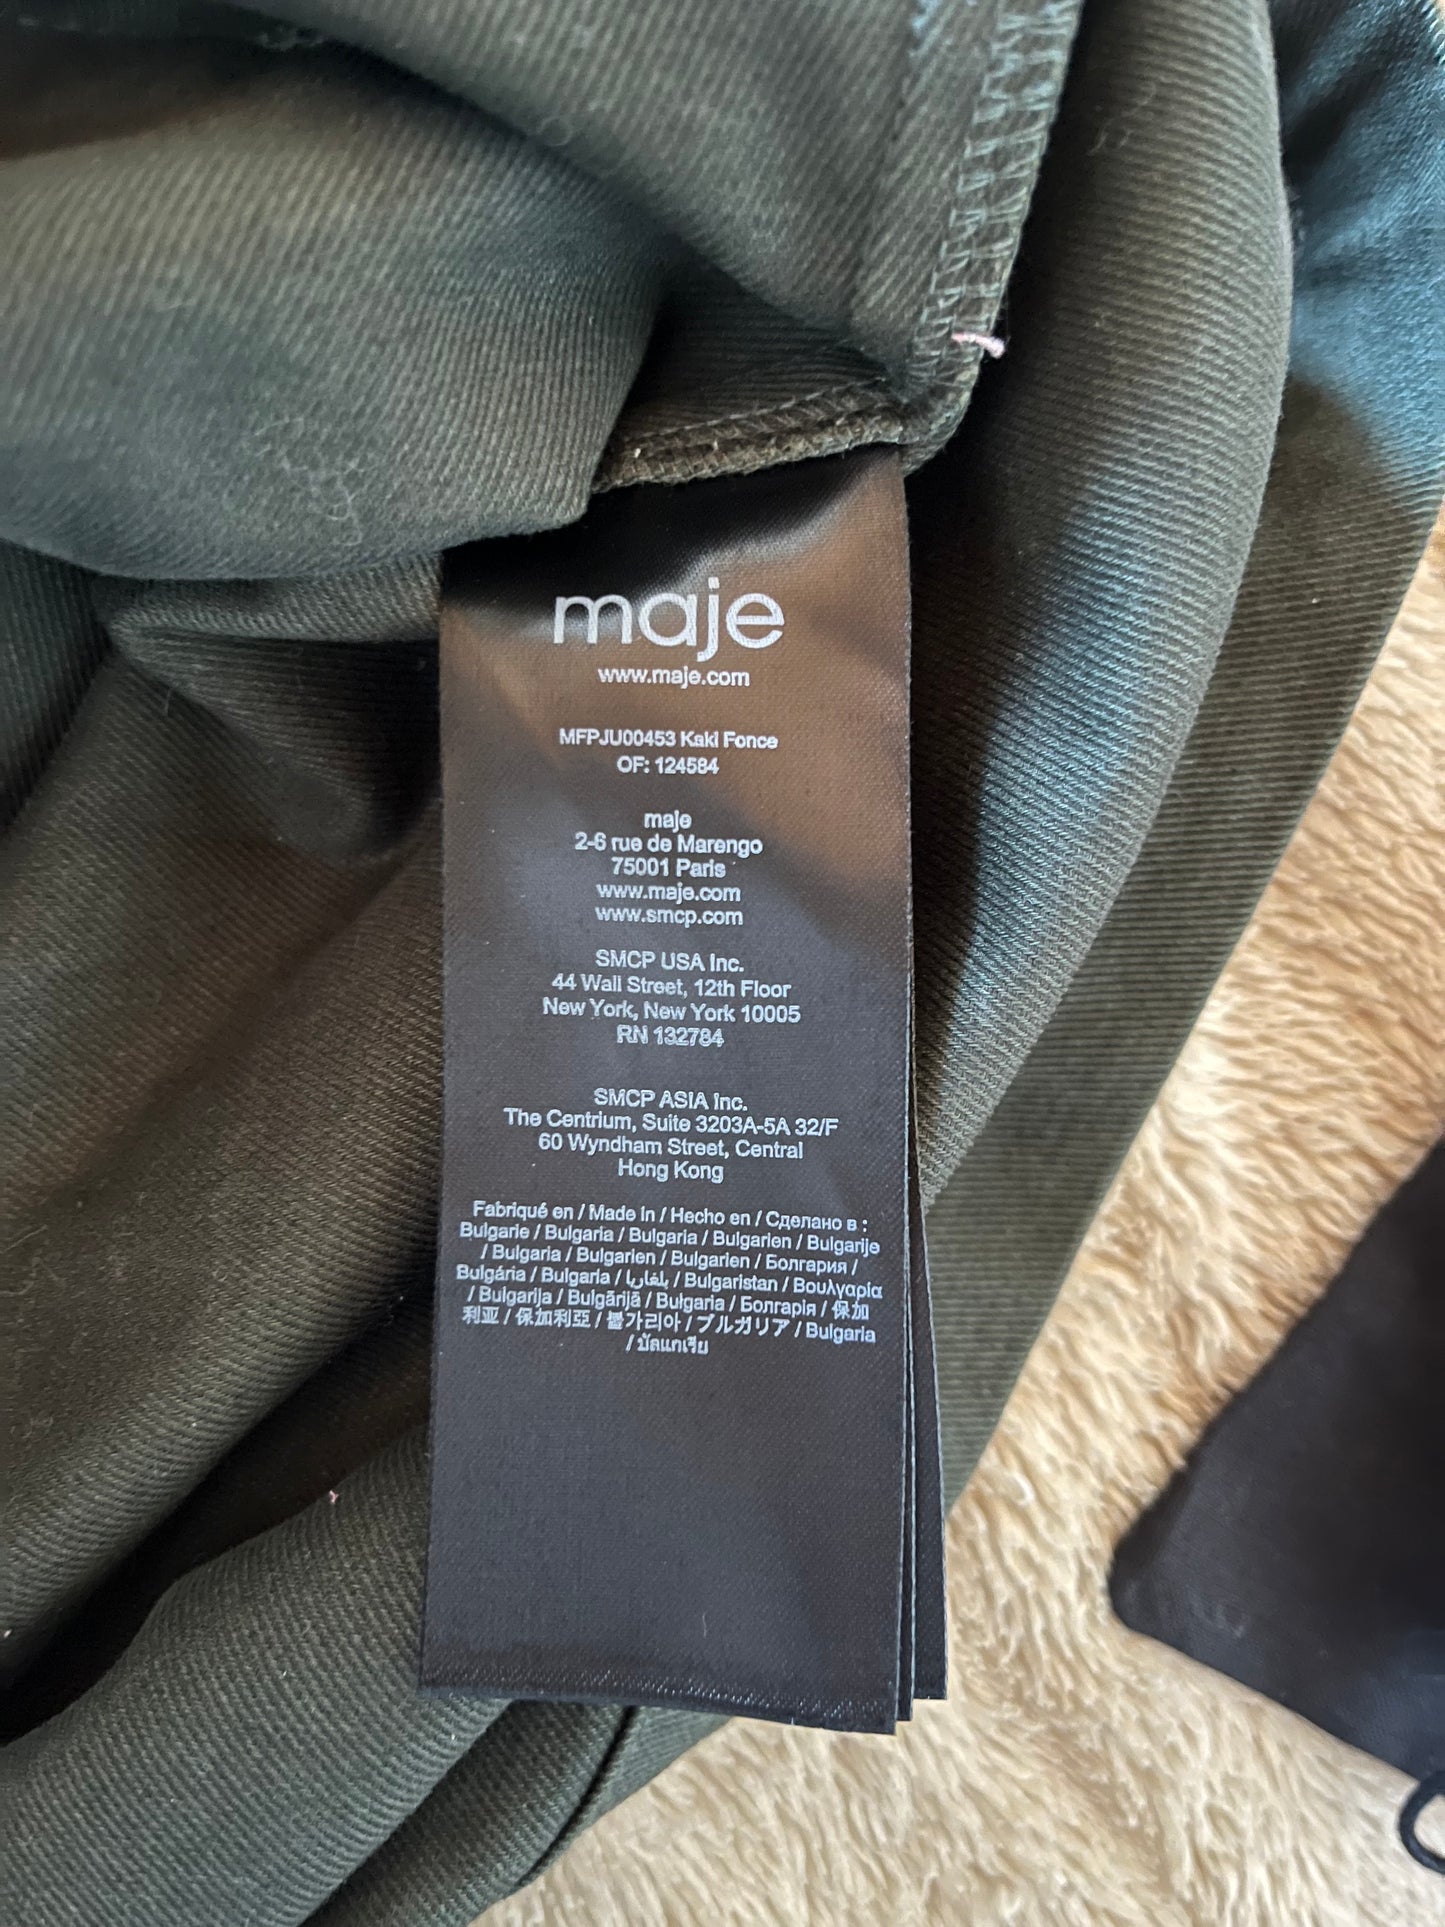 maje
www.maje.com
MFPJU00453 Kaki Fonce
OF: 124584
maje
2-6 rue de Marengo
75001 Paris
www.maje.com
www.smcp.com
SMCP USA Inc.
44 Wall Street, 12th Floor
New York, New York 10005
RN 132784
SMCP ASIA Inc.
The Centrium, Suite 3203A-5A 32/F
60 Wyndham Street, Central
Hong Kong
Fabriqué en / Made in / Hecho en / Сделано в :
Bulgarie / Bulgaria / Bulgaria / Bulgarien / Bulgarije
/ Bulgaria / Bulgarien / Bulgarien / Болгария /
Bulgária / Bulgaria / بلغاريا / Bulgaristan / Βουλγαρία
/ Bulgarija / Bulgārijā / Bułgaria / Болгарія / 保加
利亚 / 保加利亞 / 불가리아 / ブルガリア / Bulgaria
/ บัลแกเรีย